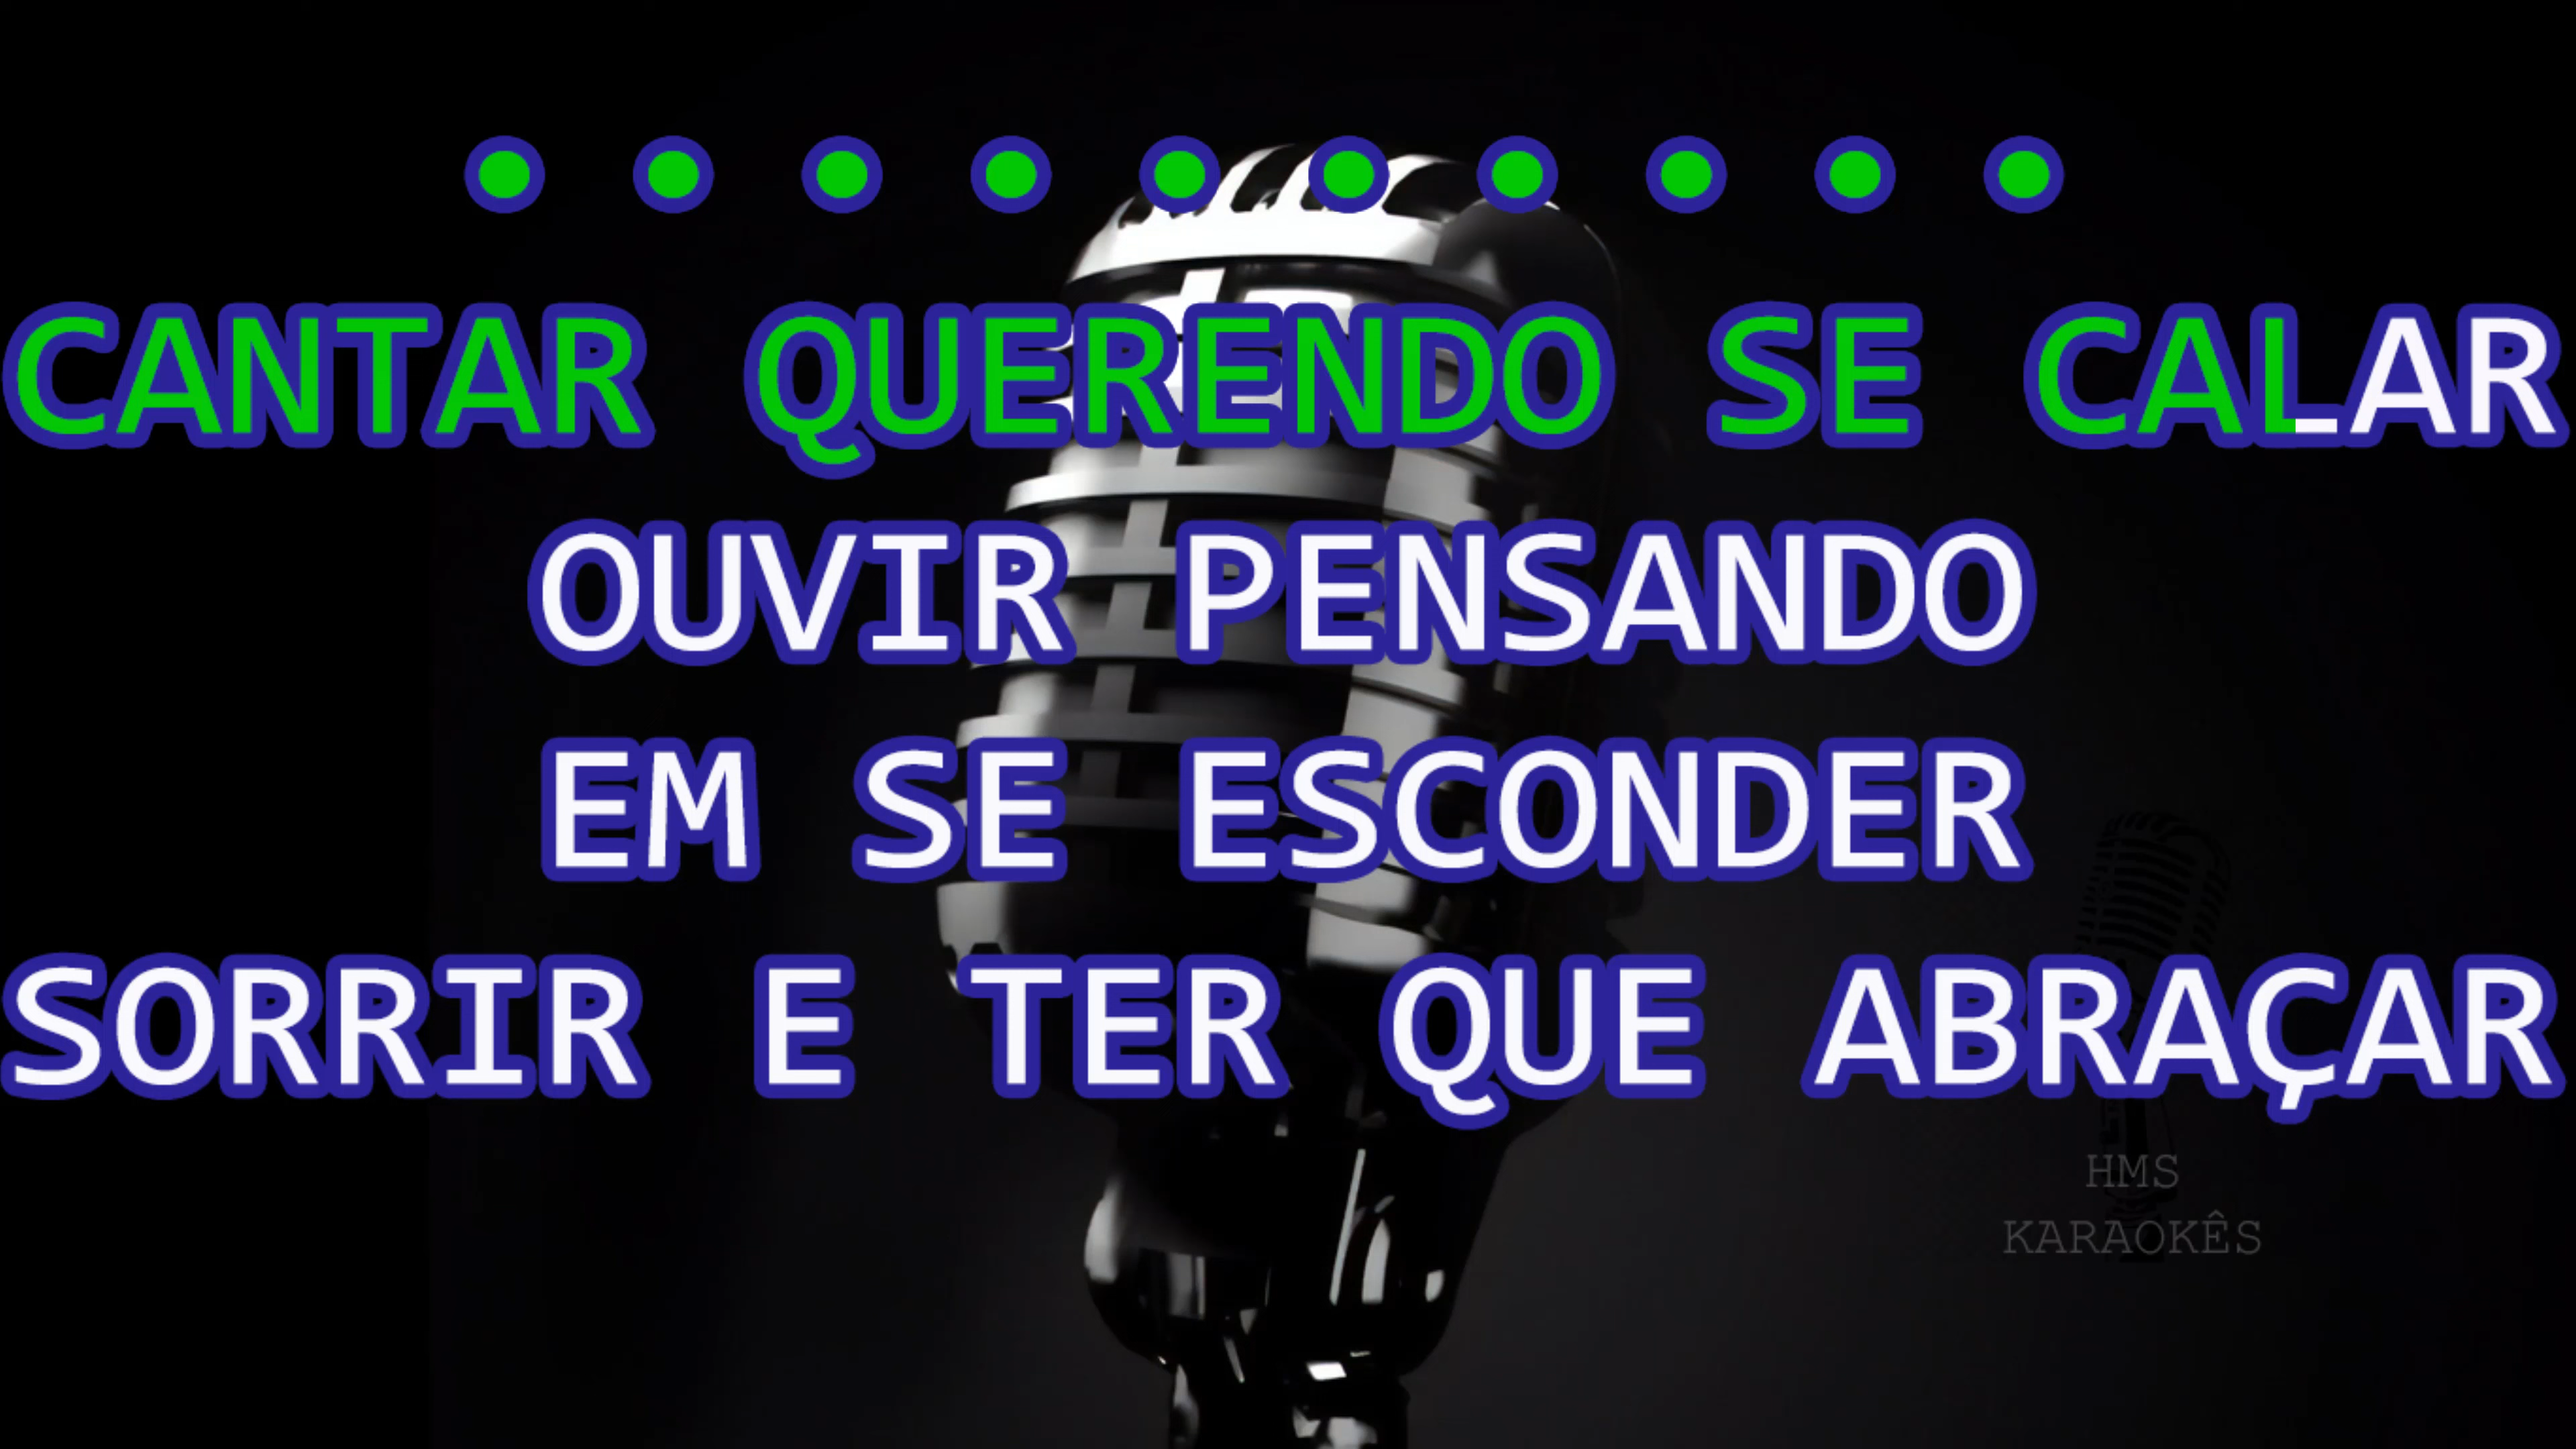 ● ● ● ● ● ● ● ● ● ●
CANTAR QUERENDO SE CALAR
OUVIR PENSANDO
EM SE ESCONDER
SORRIR E TER QUE ABRAÇAR
HMS
KARAOKÊS